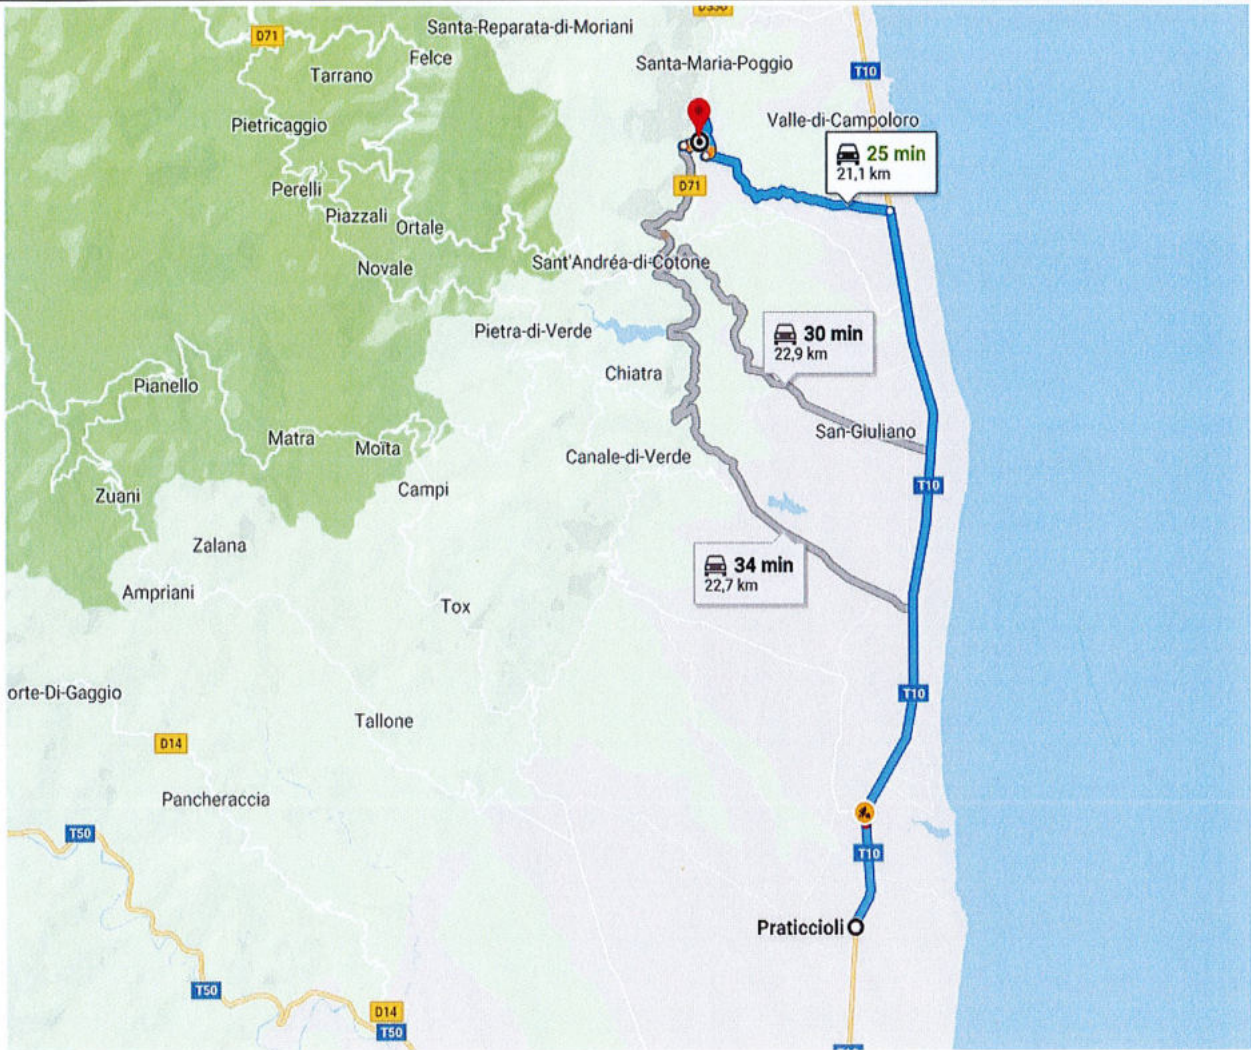 D71
Santa-Reparata-di-Moriani
D330
Felce
Tarrano
Santa-Maria-Poggio
T10
Pietricaggio
Valle-di-Campoloro
25 min
21,1 km
Perelli
D71
Piazzali
Ortale
Novale
Sant'Andréa-di-Cotone
Pietra-di-Verde
30 min
22,9 km
Pianello
Chiatra
Matra
Moïta
San-Giuliano
Canale-di-Verde
Zuani
Campi
T10
Zalana
34 min
22,7 km
Ampriani
Tox
orte-Di-Gaggio
T10
Tallone
D14
Pancheraccia
T50
T10
Praticcioli
T50
D14
T50